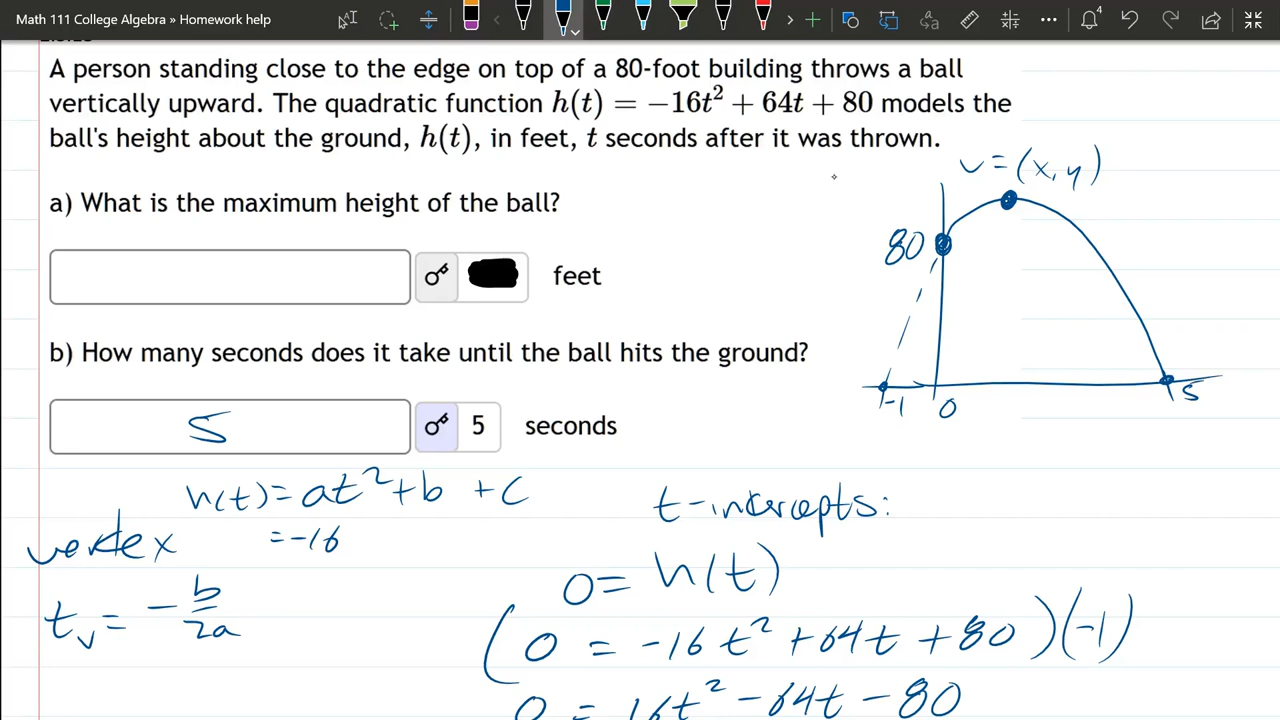 Math 111 College Algebra » Homework help
4
A person standing close to the edge on top of a 80-foot building throws a ball
vertically upward. The quadratic function h(t) = −16t² + 64t + 80 models the
ball's height about the ground, h(t), in feet, t seconds after it was thrown.
v = (x, y)
a) What is the maximum height of the ball?
80
feet
b) How many seconds does it take until the ball hits the ground?
-1 0 5
5 5 seconds
h(t) = at² + b + c
t-intercepts:
vertex = -16
0 = h(t)
t_v = - b/2a
(0 = -16t² + 64t + 80)(-1)
0 = 16t² - 64t - 80